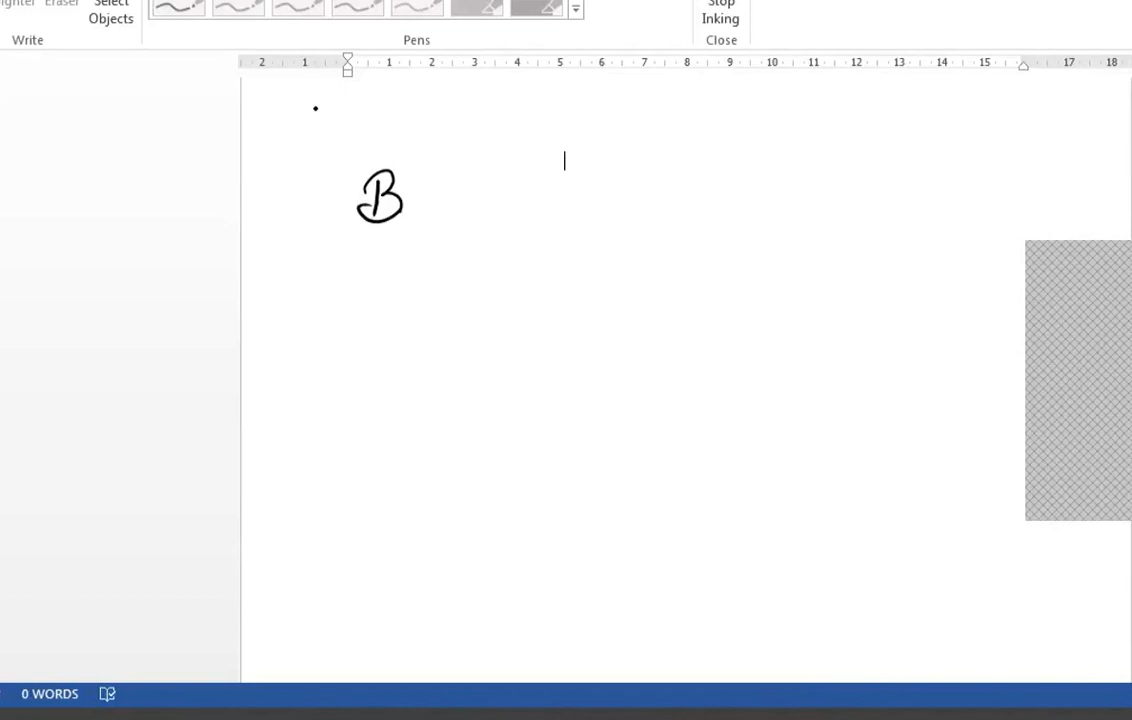 Select
Eraser
Objects
Stop
Inking
Write
Pens
Close
2 1 1 2 3 4 5 6 7 8 9 10 11 12 13 14 15 17 18
B
0 WORDS